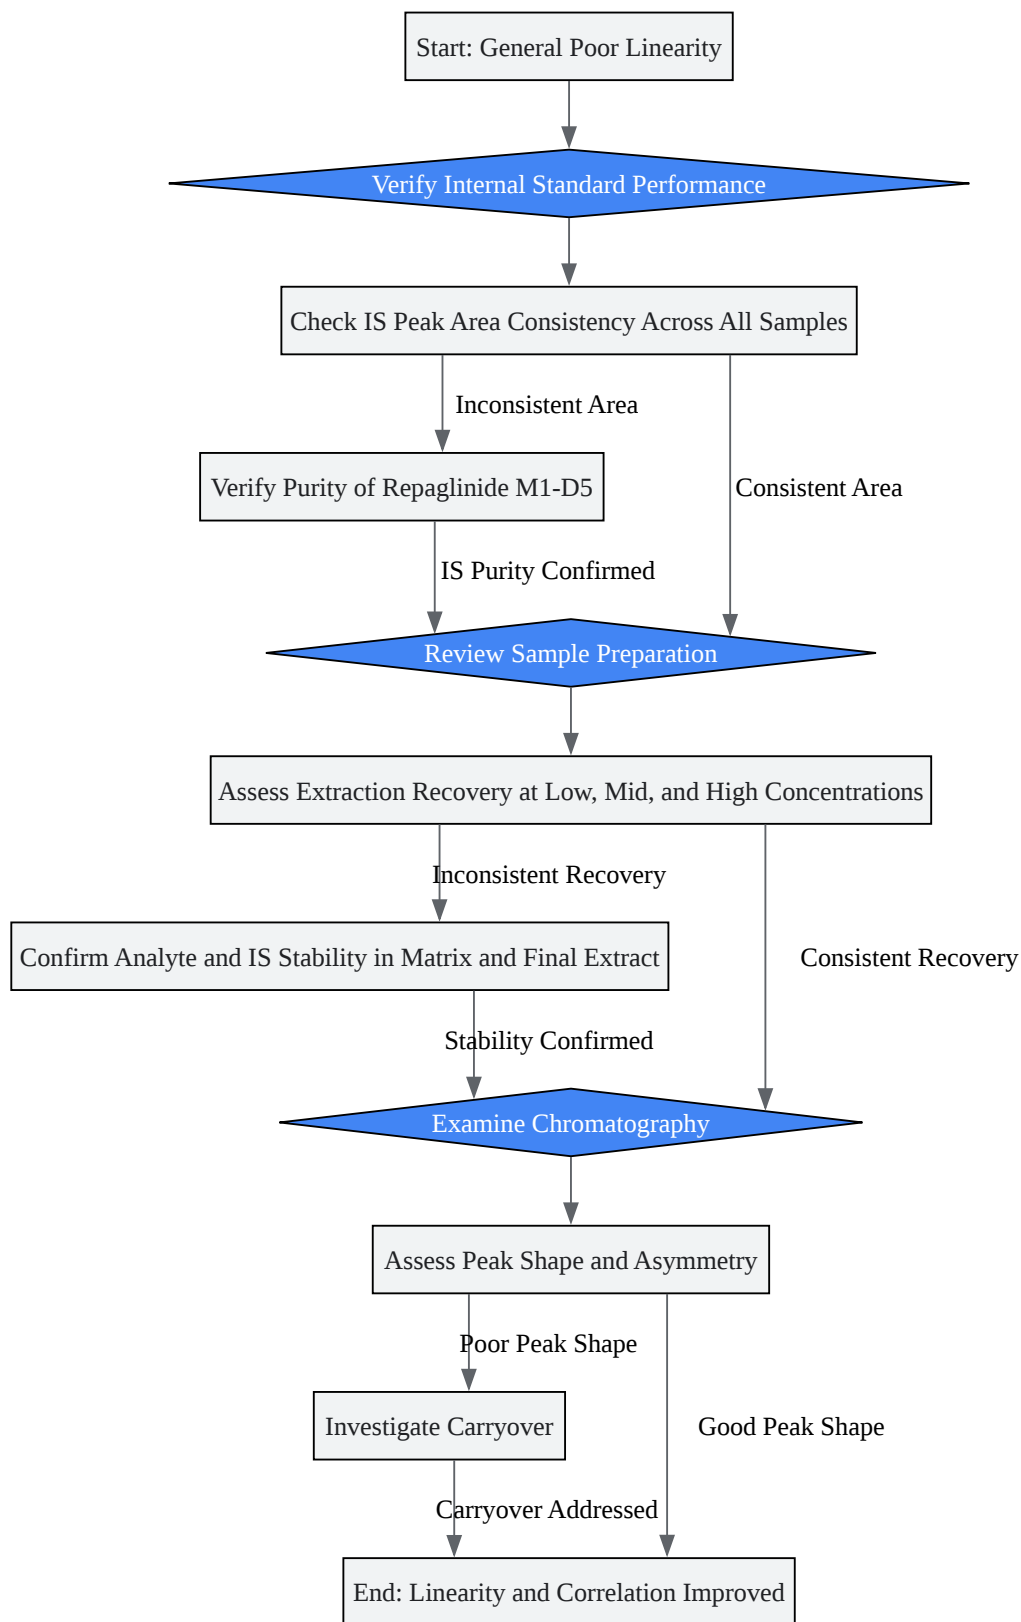 Start: General Poor Linearity
Verify Internal Standard Performance
Check IS Peak Area Consistency Across All Samples
Inconsistent Area
Verify Purity of Repaglinide M1-D5
Consistent Area
IS Purity Confirmed
Review Sample Preparation
Assess Extraction Recovery at Low, Mid, and High Concentrations
Inconsistent Recovery
Confirm Analyte and IS Stability in Matrix and Final Extract
Consistent Recovery
Stability Confirmed
Examine Chromatography
Assess Peak Shape and Asymmetry
Poor Peak Shape
Investigate Carryover
Good Peak Shape
Carryover Addressed
End: Linearity and Correlation Improved